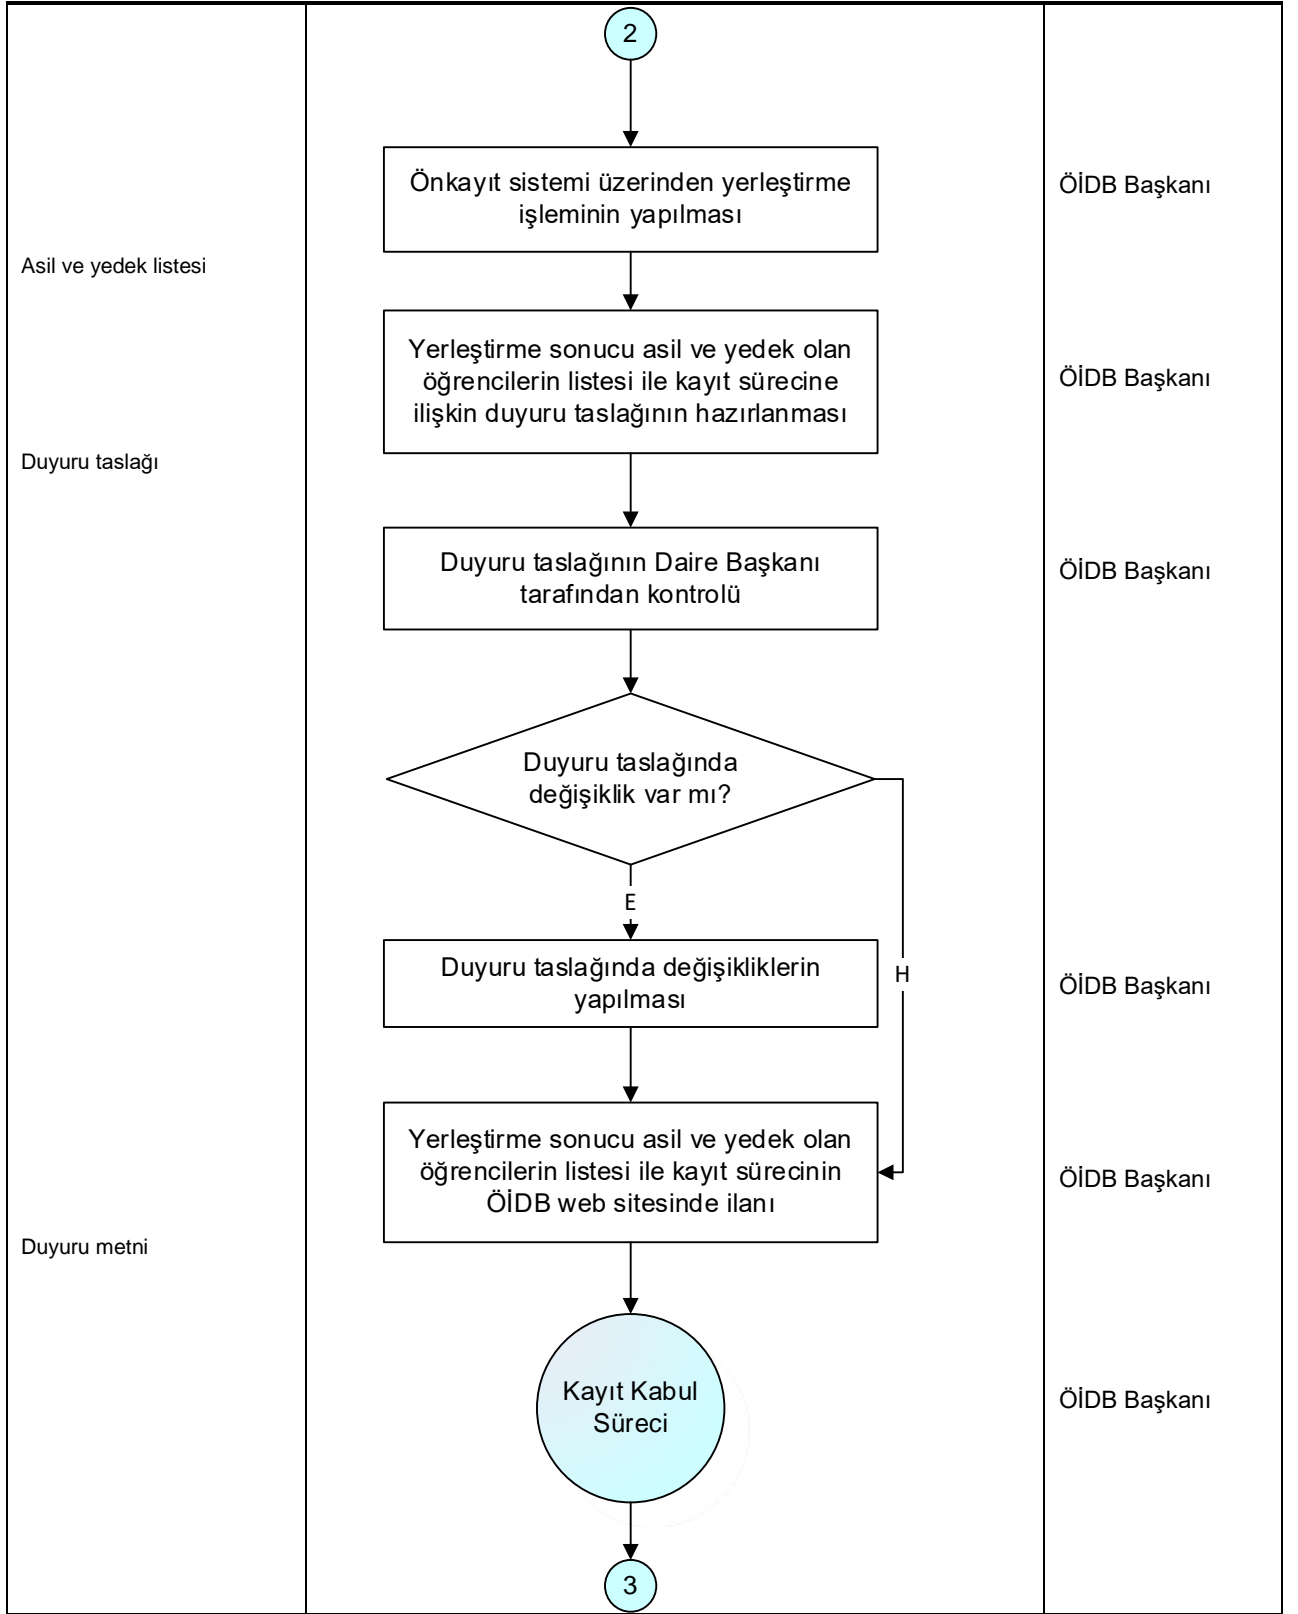 2
Önkayıt sistemi üzerinden yerleştirme
işleminin yapılması
ÖİDB Başkanı
Asil ve yedek listesi
Yerleştirme sonucu asil ve yedek olan
öğrencilerin listesi ile kayıt sürecine
ilişkin duyuru taslağının hazırlanması
ÖİDB Başkanı
Duyuru taslağı
Duyuru taslağının Daire Başkanı
tarafından kontrolü
ÖİDB Başkanı
Duyuru taslağında
değişiklik var mı?
E
H
Duyuru taslağında değişikliklerin
yapılması
ÖİDB Başkanı
Yerleştirme sonucu asil ve yedek olan
öğrencilerin listesi ile kayıt sürecinin
ÖİDB web sitesinde ilanı
ÖİDB Başkanı
Duyuru metni
Kayıt Kabul
Süreci
ÖİDB Başkanı
3